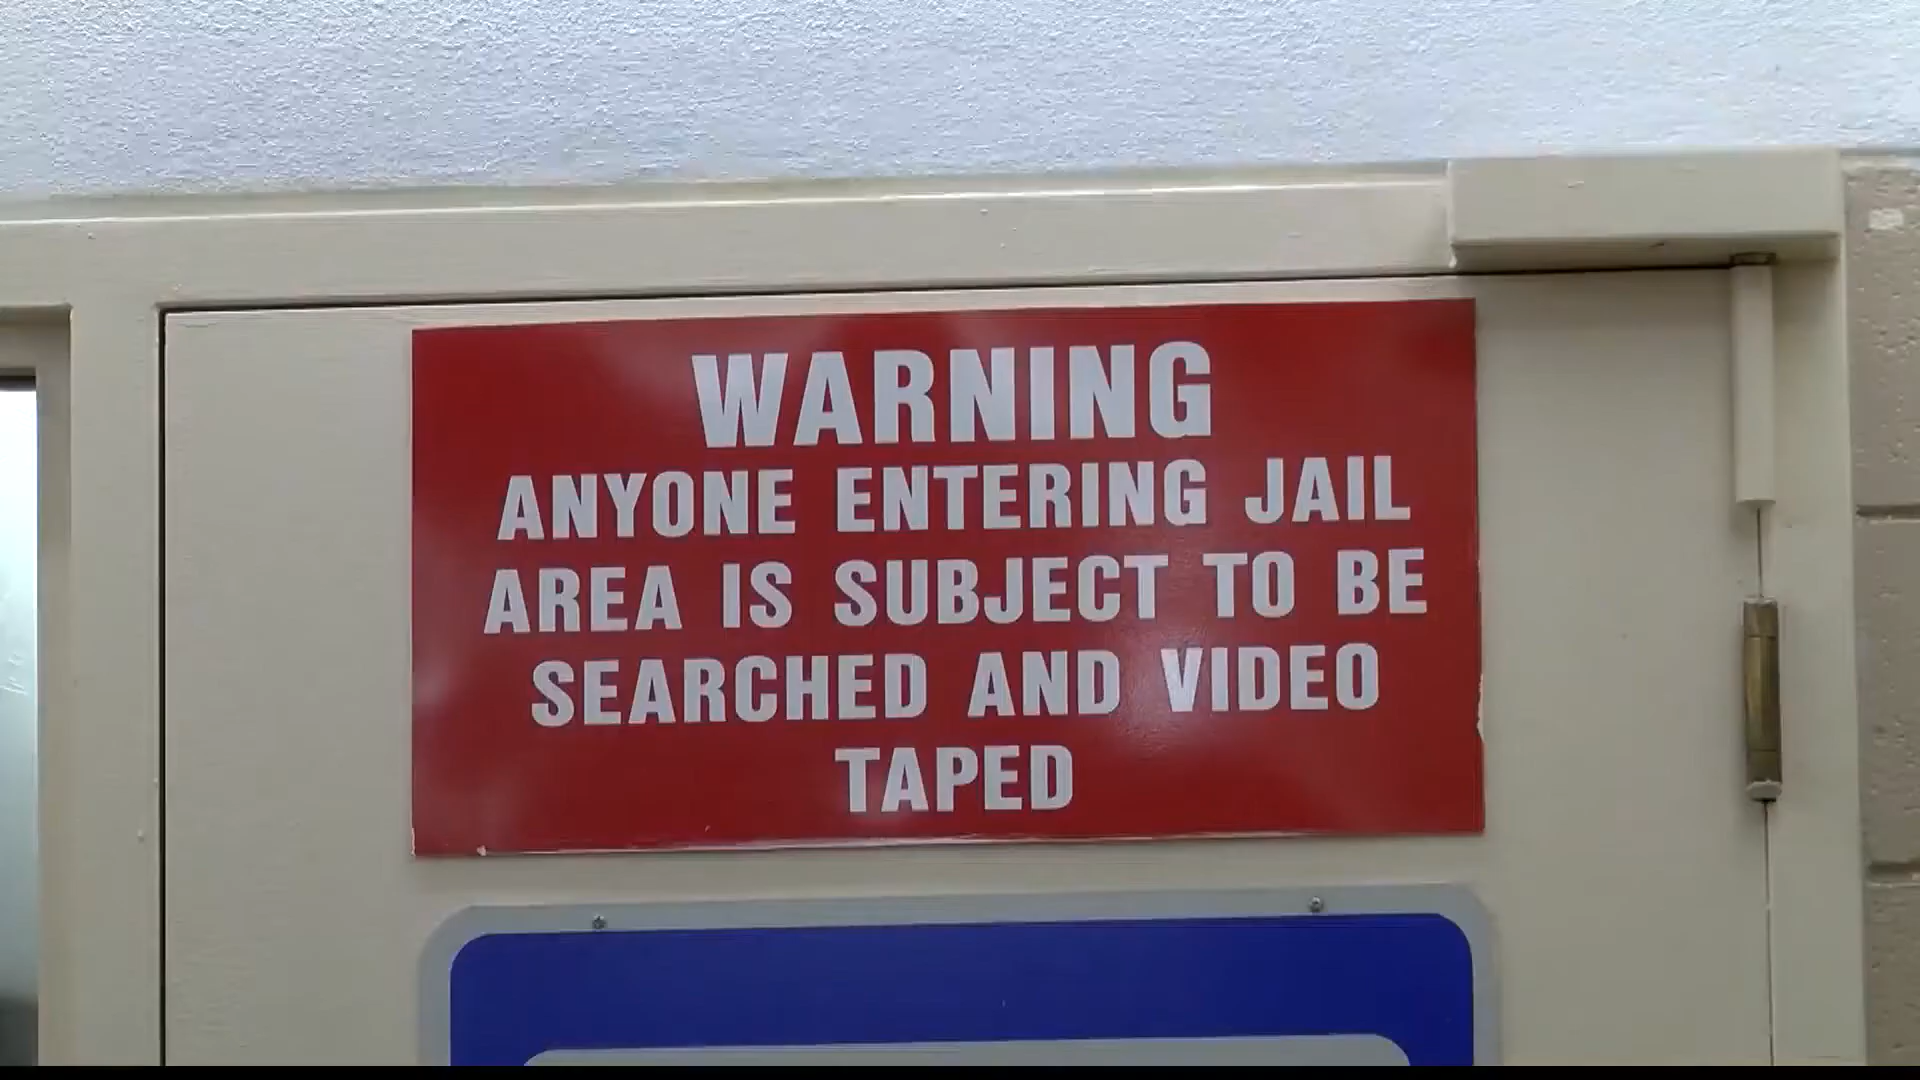 WARNING
ANYONE ENTERING JAIL
AREA IS SUBJECT TO BE
SEARCHED AND VIDEO
TAPED